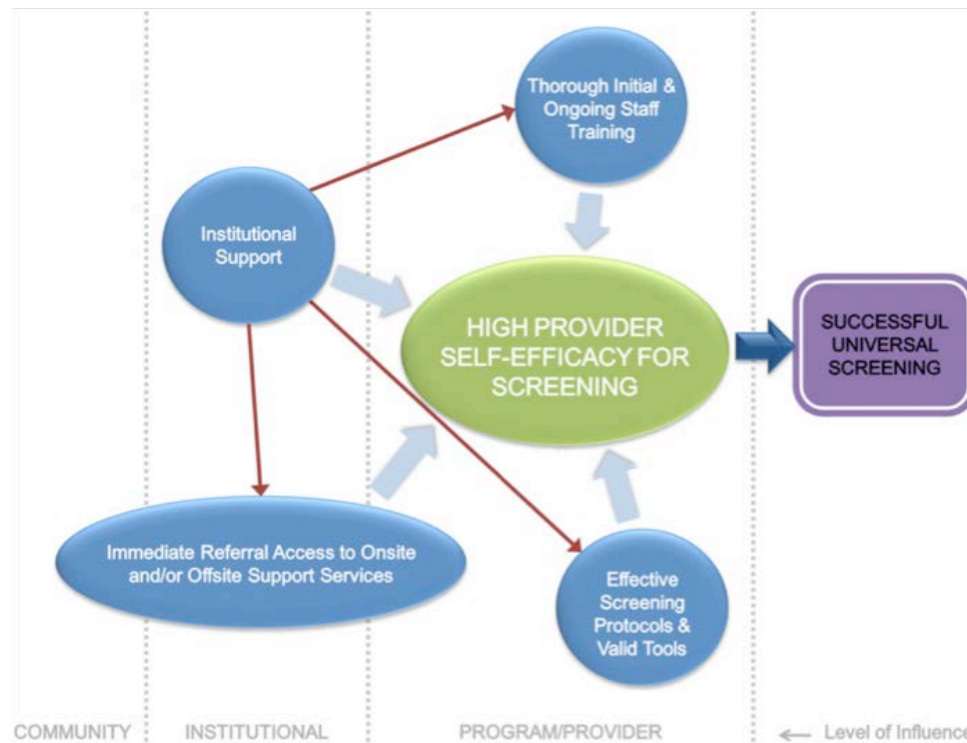 Thorough Initial &
Ongoing Staff
Training
Institutional
Support
HIGH PROVIDER
SELF-EFFICACY FOR
SCREENING
SUCCESSFUL
UNIVERSAL
SCREENING
Immediate Referral Access to Onsite
and/or Offsite Support Services
Effective
Screening
Protocols &
Valid Tools
COMMUNITY
INSTITUTIONAL
PROGRAM/PROVIDER
Level of Influence